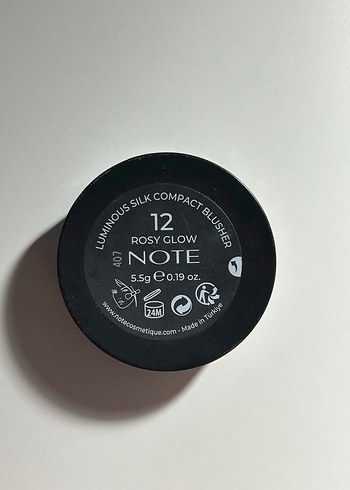 LUMINOUS SILK COMPACT BLUSHER
12
ROSY GLOW
407
NOTE
5.5g e 0.19 oz.
24M
www.notecosmetique.com - Made in Türkiye